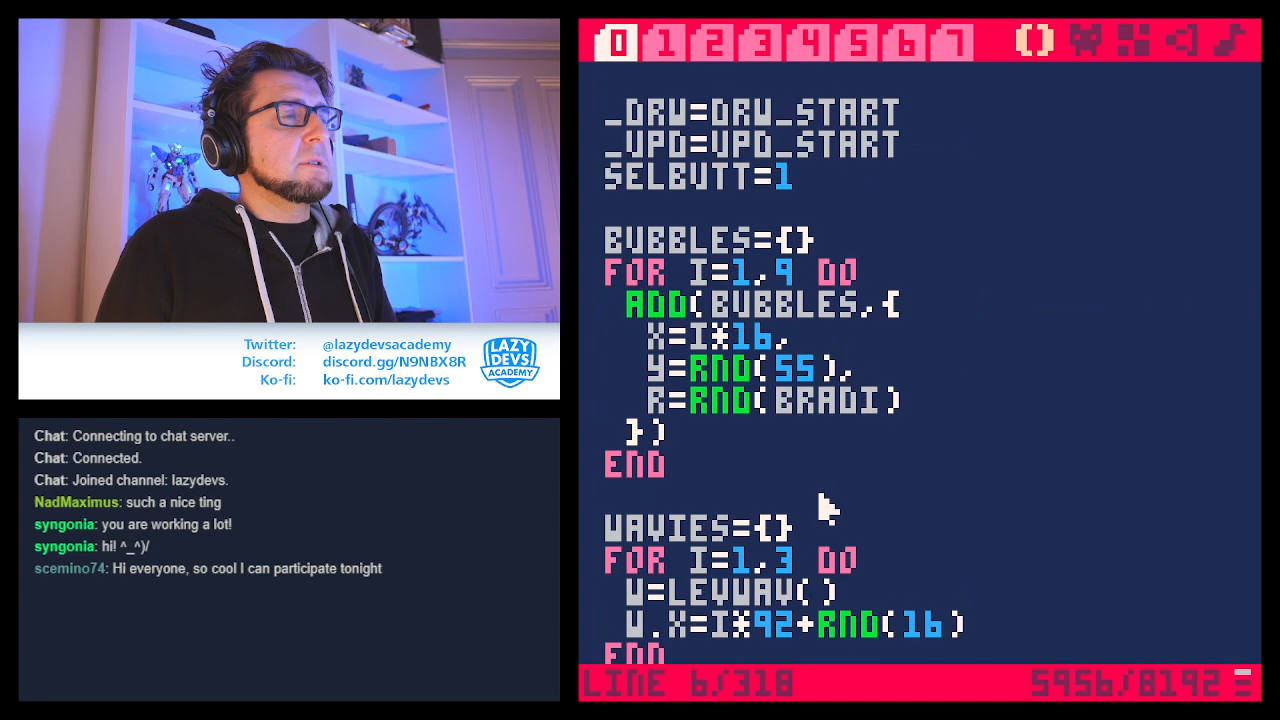 Twitter: @lazydevsacademy
Discord: discord.gg/N9NBX8R
Ko-fi: ko-fi.com/lazydevs
LAZY
DEVS
ACADEMY
Chat: Connecting to chat server..
Chat: Connected.
Chat: Joined channel: lazydevs.
NadMaximus: such a nice ting
syngonia: you are working a lot!
syngonia: hi! ^_^)/
scemino74: Hi everyone, so cool I can participate tonight
0 1 2 3 4 5 6 7 ()
_DRW=DRW_START
_UPD=UPD_START
SELBUTT=1
BUBBLES={}
FOR I=1,9 DO
ADD(BUBBLES,{
X=I*16,
Y=RND(55),
R=RND(BRADI)
})
END
WAVIES={}
FOR I=1,3 DO
W=LEVWAV()
W.X=I*92+RND(16)
END
LINE 6/318
5956/8192